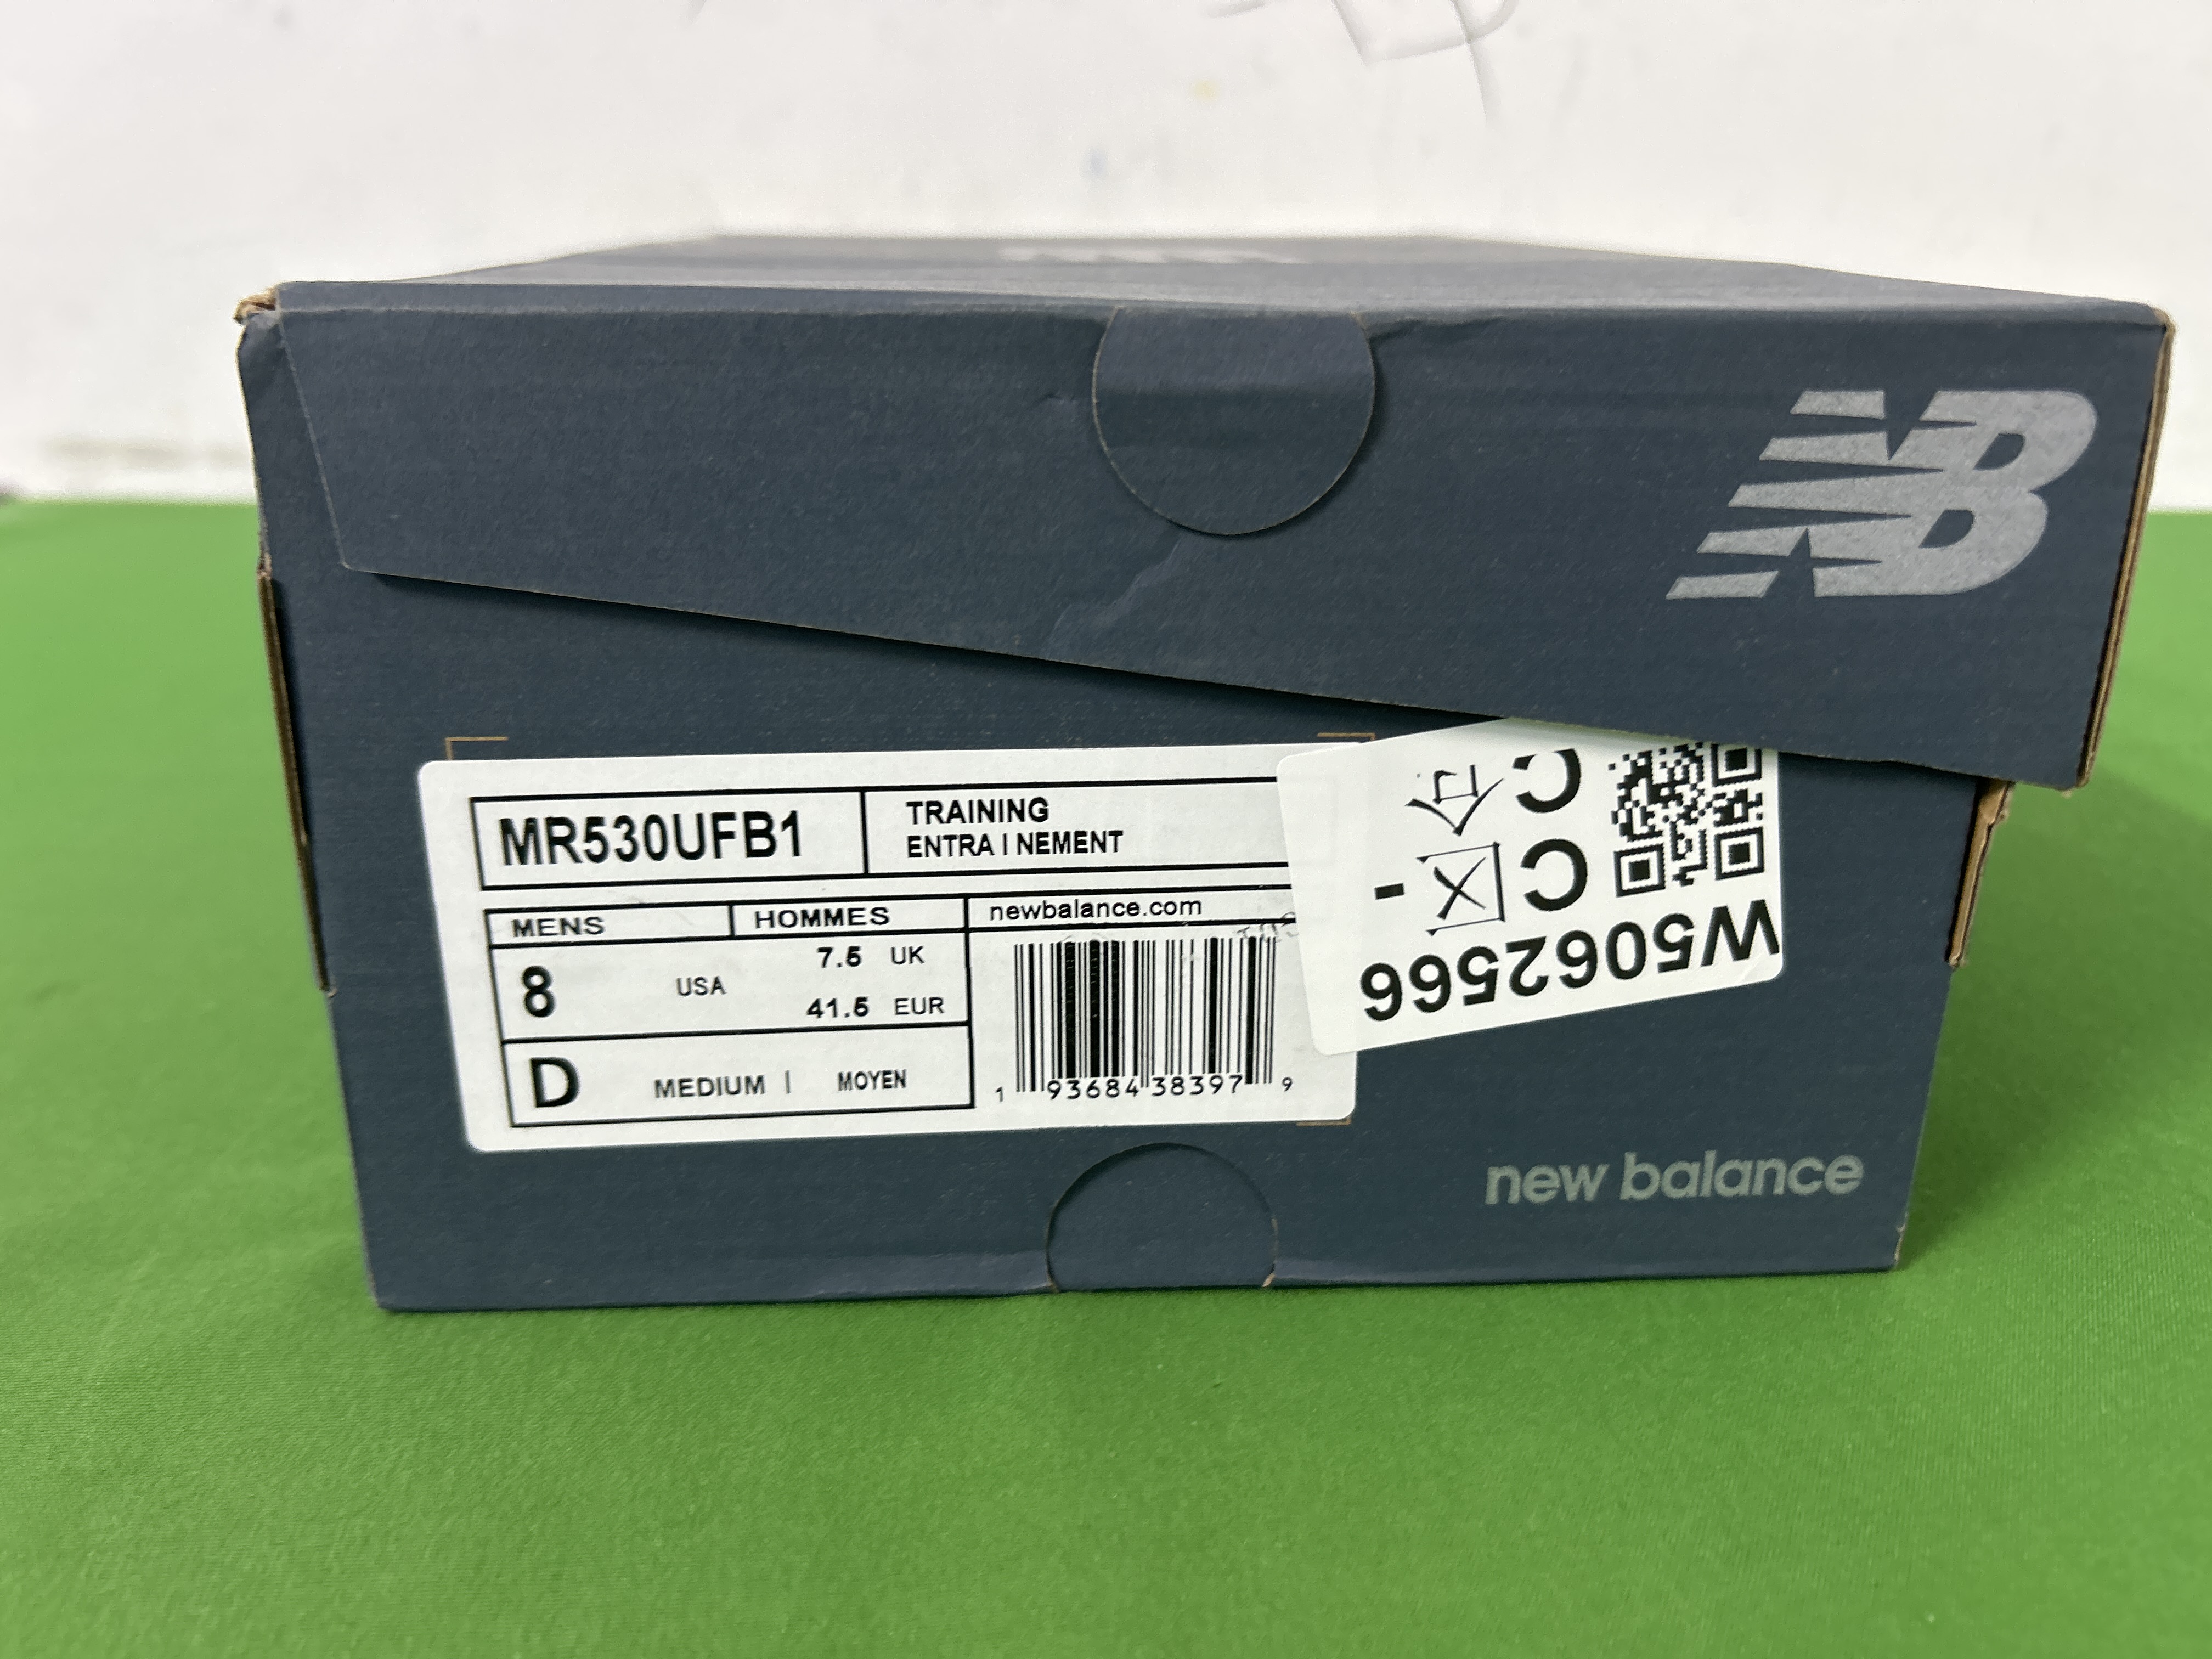 NB
MR530UFB1
TRAINING
ENTRA I NEMENT
MENS
HOMMES
newbalance.com
8 USA
7.5 UK
41.5 EUR
D MEDIUM | MOYEN
1 93684 38397 9
W5062566
C
C
new balance